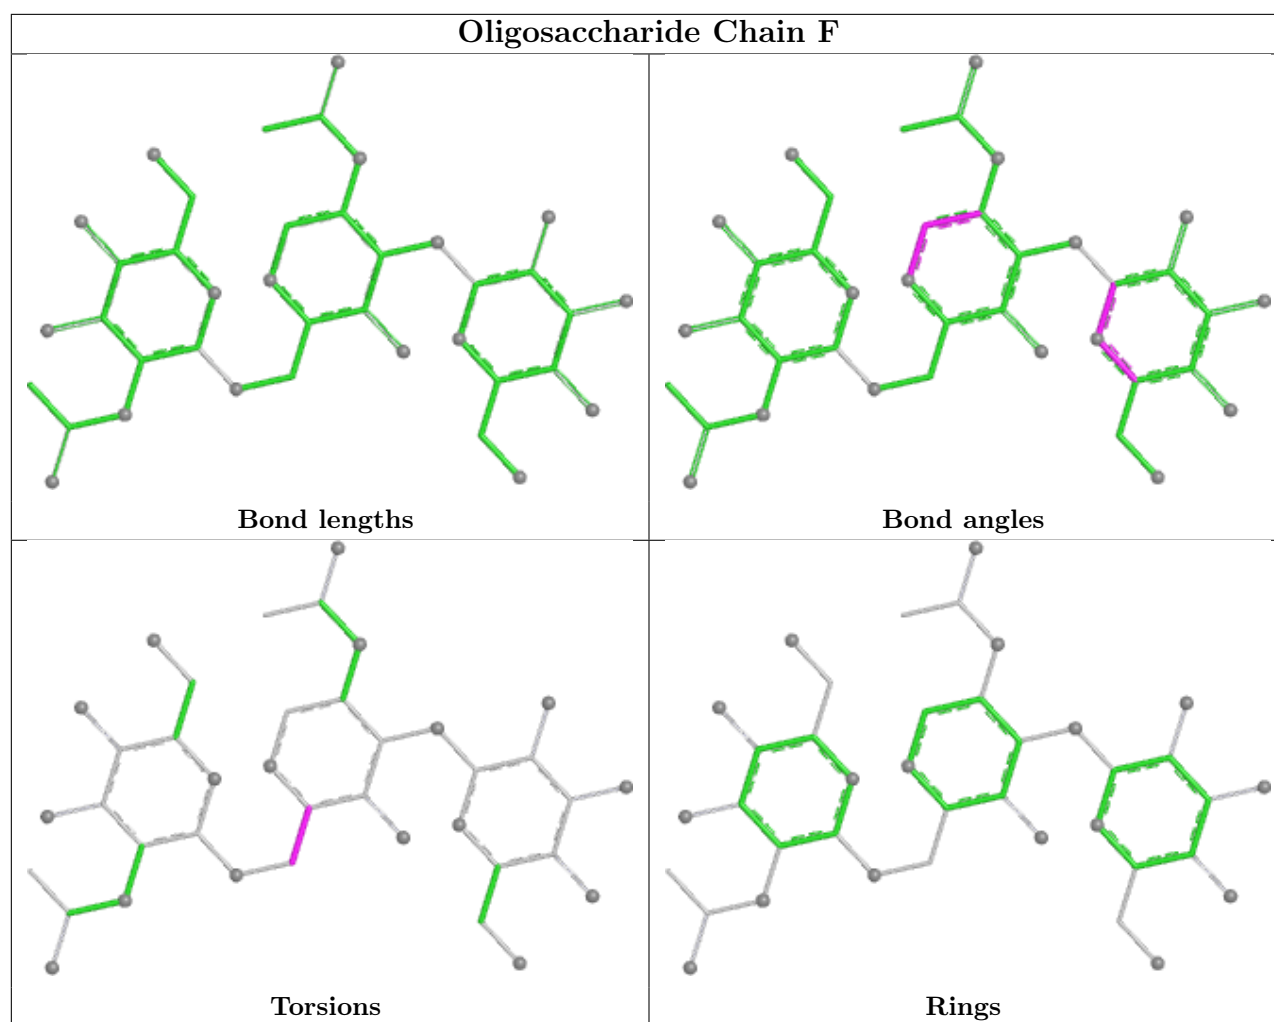 Oligosaccharide Chain F
Bond lengths
Bond angles
Torsions
Rings